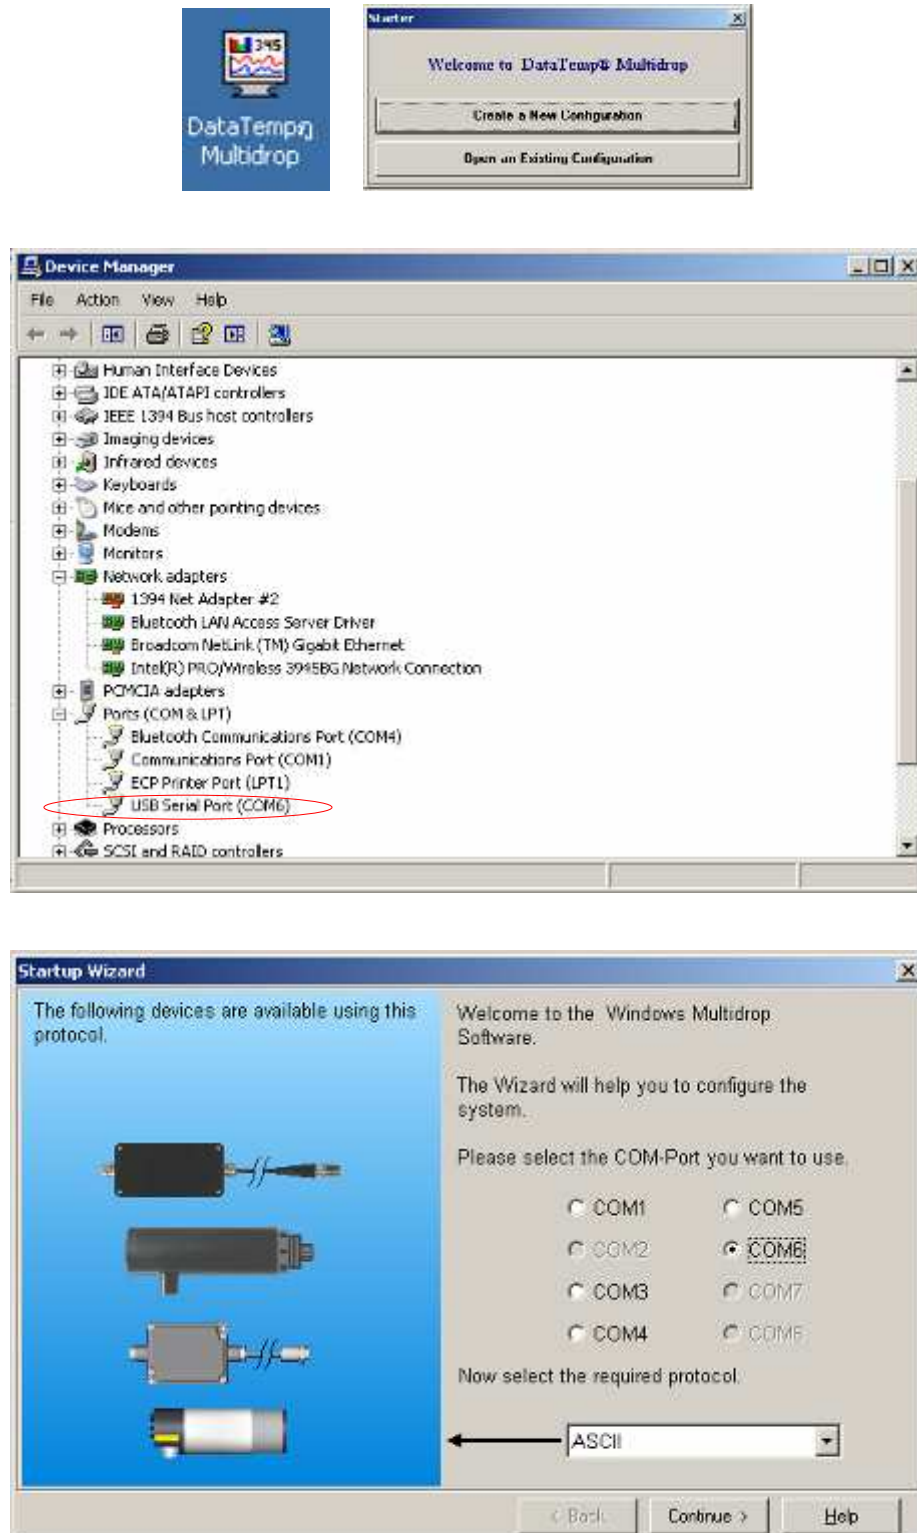 345
DataTemp
Multidrop
Starter
Welcome to DataTemp® Multidrop
Create a New Configuration
Open an Existing Configuration
Device Manager
File Action View Help
Human Interface Devices
IDE ATA/ATAPI controllers
IEEE 1394 Bus host controllers
Imaging devices
Infrared devices
Keyboards
Mice and other pointing devices
Modems
Monitors
Network adapters
1394 Net Adapter #2
Bluetooth LAN Access Server Driver
Broadcom NetLink (TM) Gigabit Ethernet
Intel(R) PRO/Wireless 3945BG Network Connection
PCMCIA adapters
Ports (COM & LPT)
Bluetooth Communications Port (COM4)
Communications Port (COM1)
ECP Printer Port (LPT1)
USB Serial Port (COM6)
Processors
SCSI and RAID controllers
Startup Wizard
The following devices are available using this
protocol.
Welcome to the Windows Multidrop
Software.
The Wizard will help you to configure the
system.
Please select the COM-Port you want to use.
COM1 COM5
COM2 COM6
COM3 COM7
COM4 COM8
Now select the required protocol.
ASCII
< Back Continue > Help